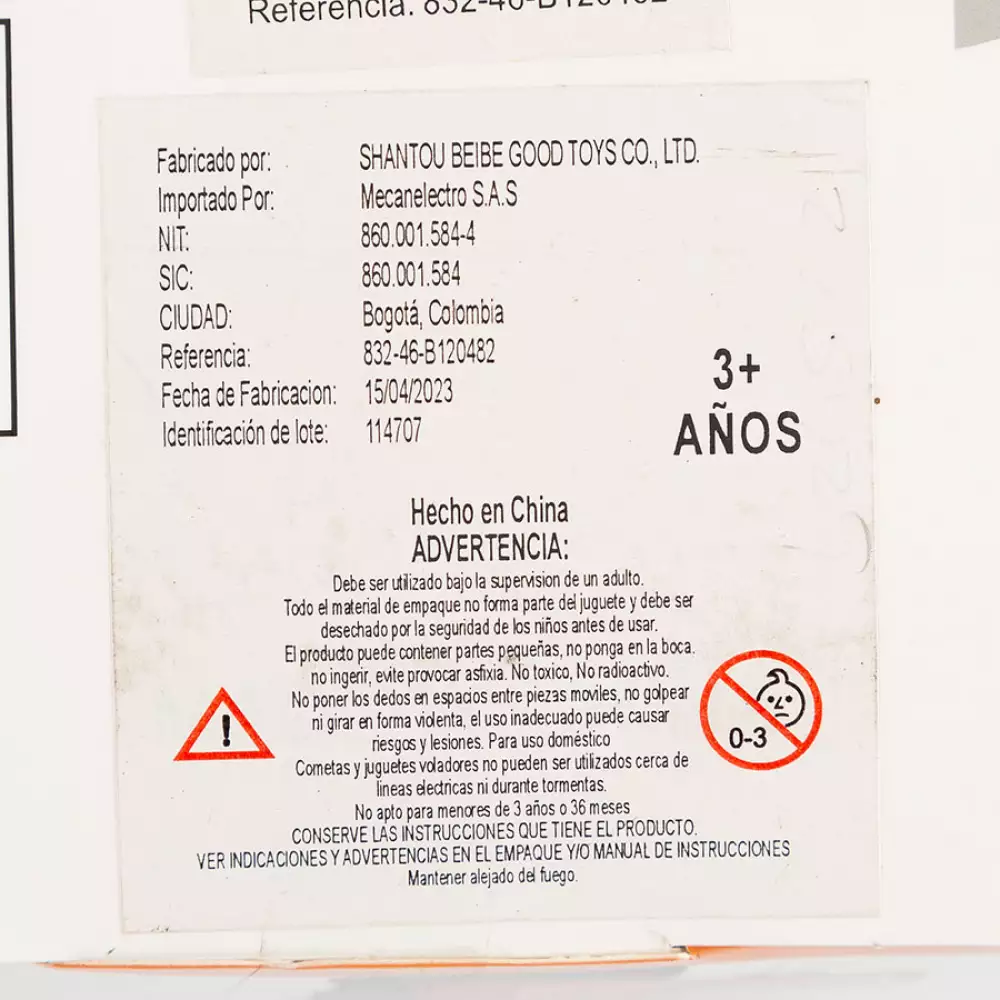 Referencia: 832-46-B120482
Fabricado por: SHANTOU BEIBE GOOD TOYS CO., LTD.
Importado Por: Mecanelectro S.A.S
NIT: 860.001.584-4
SIC: 860.001.584
CIUDAD: Bogotá, Colombia
Referencia: 832-46-B120482
Fecha de Fabricacion: 15/04/2023
Identificación de lote: 114707
3+
AÑOS
Hecho en China
ADVERTENCIA:
Debe ser utilizado bajo la supervision de un adulto.
Todo el material de empaque no forma parte del juguete y debe ser
desechado por la seguridad de los niños antes de usar.
El producto puede contener partes pequeñas, no ponga en la boca.
no ingerir, evite provocar asfixia. No toxico, No radioactivo.
No poner los dedos en espacios entre piezas moviles, no golpear
ni girar en forma violenta, el uso inadecuado puede causar
riesgos y lesiones. Para uso doméstico
Cometas y juguetes voladores no pueden ser utilizados cerca de
lineas electricas ni durante tormentas.
No apto para menores de 3 años o 36 meses
CONSERVE LAS INSTRUCCIONES QUE TIENE EL PRODUCTO.
VER INDICACIONES Y ADVERTENCIAS EN EL EMPAQUE Y/O MANUAL DE INSTRUCCIONES
Mantener alejado del fuego.
!
0-3